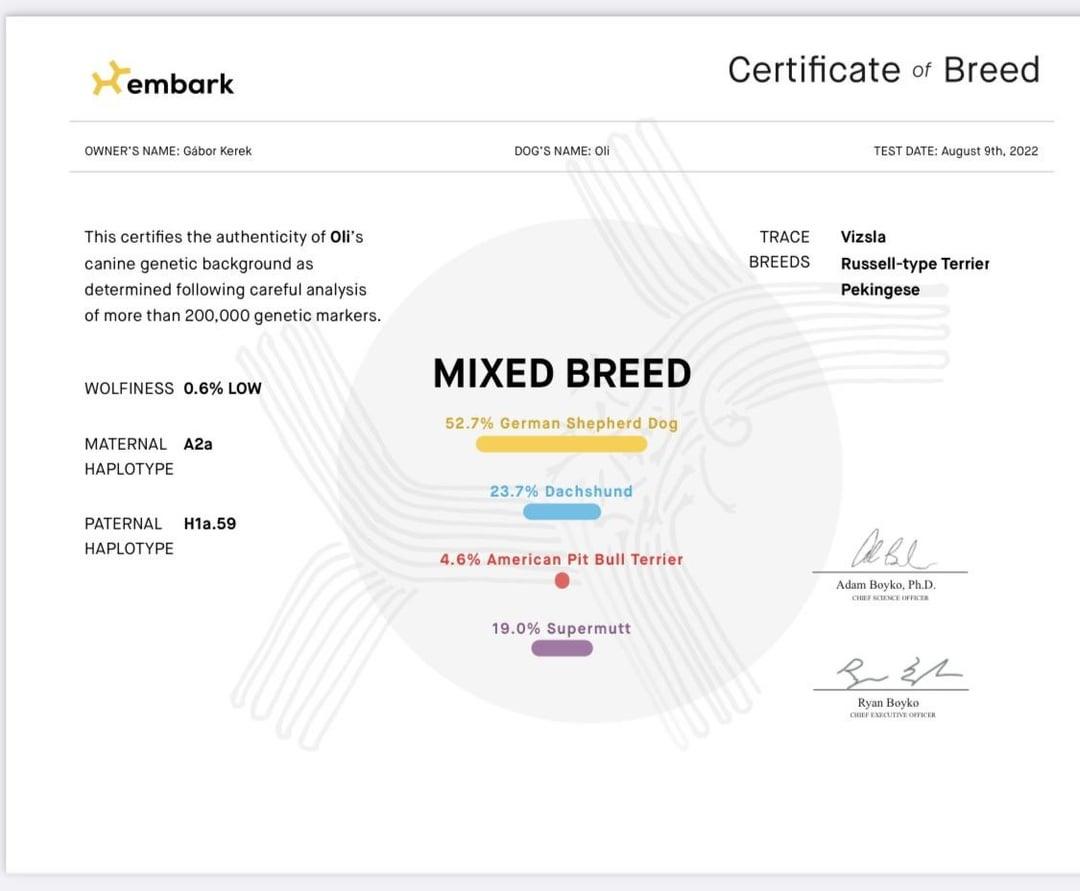 embark
Certificate of Breed
OWNER'S NAME: Gábor Kerek
DOG'S NAME: Oli
TEST DATE: August 9th, 2022
This certifies the authenticity of Oli's
canine genetic background as
determined following careful analysis
of more than 200,000 genetic markers.
WOLFINESS 0.6% LOW
MATERNAL A2a
HAPLOTYPE
PATERNAL H1a.59
HAPLOTYPE
MIXED BREED
52.7% German Shepherd Dog
23.7% Dachshund
4.6% American Pit Bull Terrier
19.0% Supermutt
TRACE Vizsla
BREEDS Russell-type Terrier
Pekingese
Adam Boyko, Ph.D.
CHIEF SCIENCE OFFICER
Ryan Boyko
CHIEF EXECUTIVE OFFICER